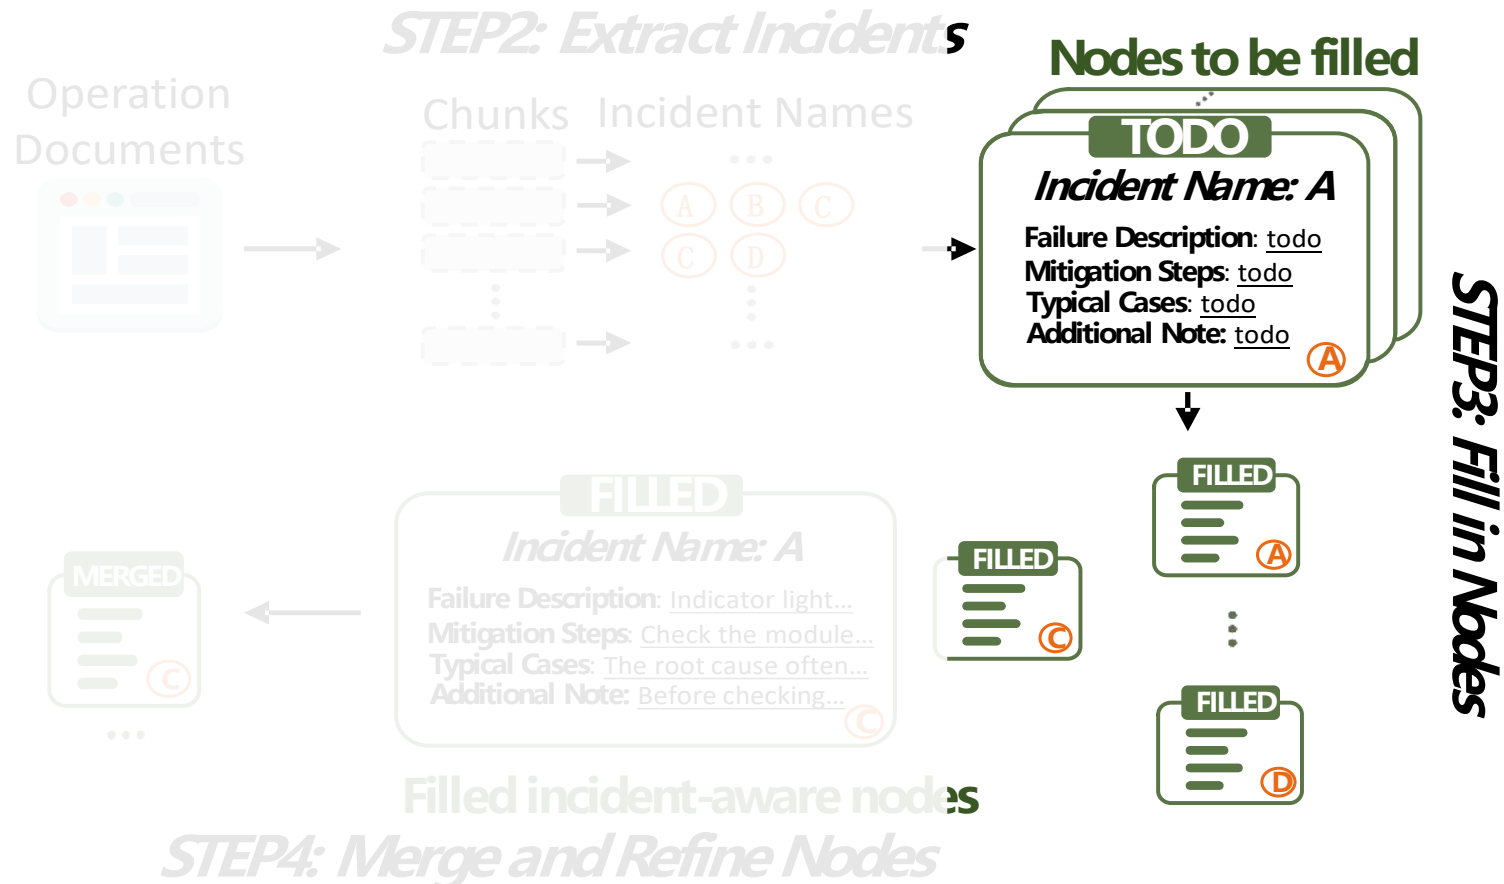 STEP2: Extract Incidents
Operation
Documents
Chunks
Incident Names
A B C
C D
Nodes to be filled
TODO
Incident Name: A
Failure Description: todo
Mitigation Steps: todo
Typical Cases: todo
Additional Note: todo
A
STEP3: Fill in Nodes
FILLED
A
FILLED
C
FILLED
D
FILLED
Incident Name: A
Failure Description: Indicator light...
Mitigation Steps: Check the module...
Typical Cases: The root cause often...
Additional Note: Before checking...
C
Filled incident-aware nodes
MERGED
C
STEP4: Merge and Refine Nodes